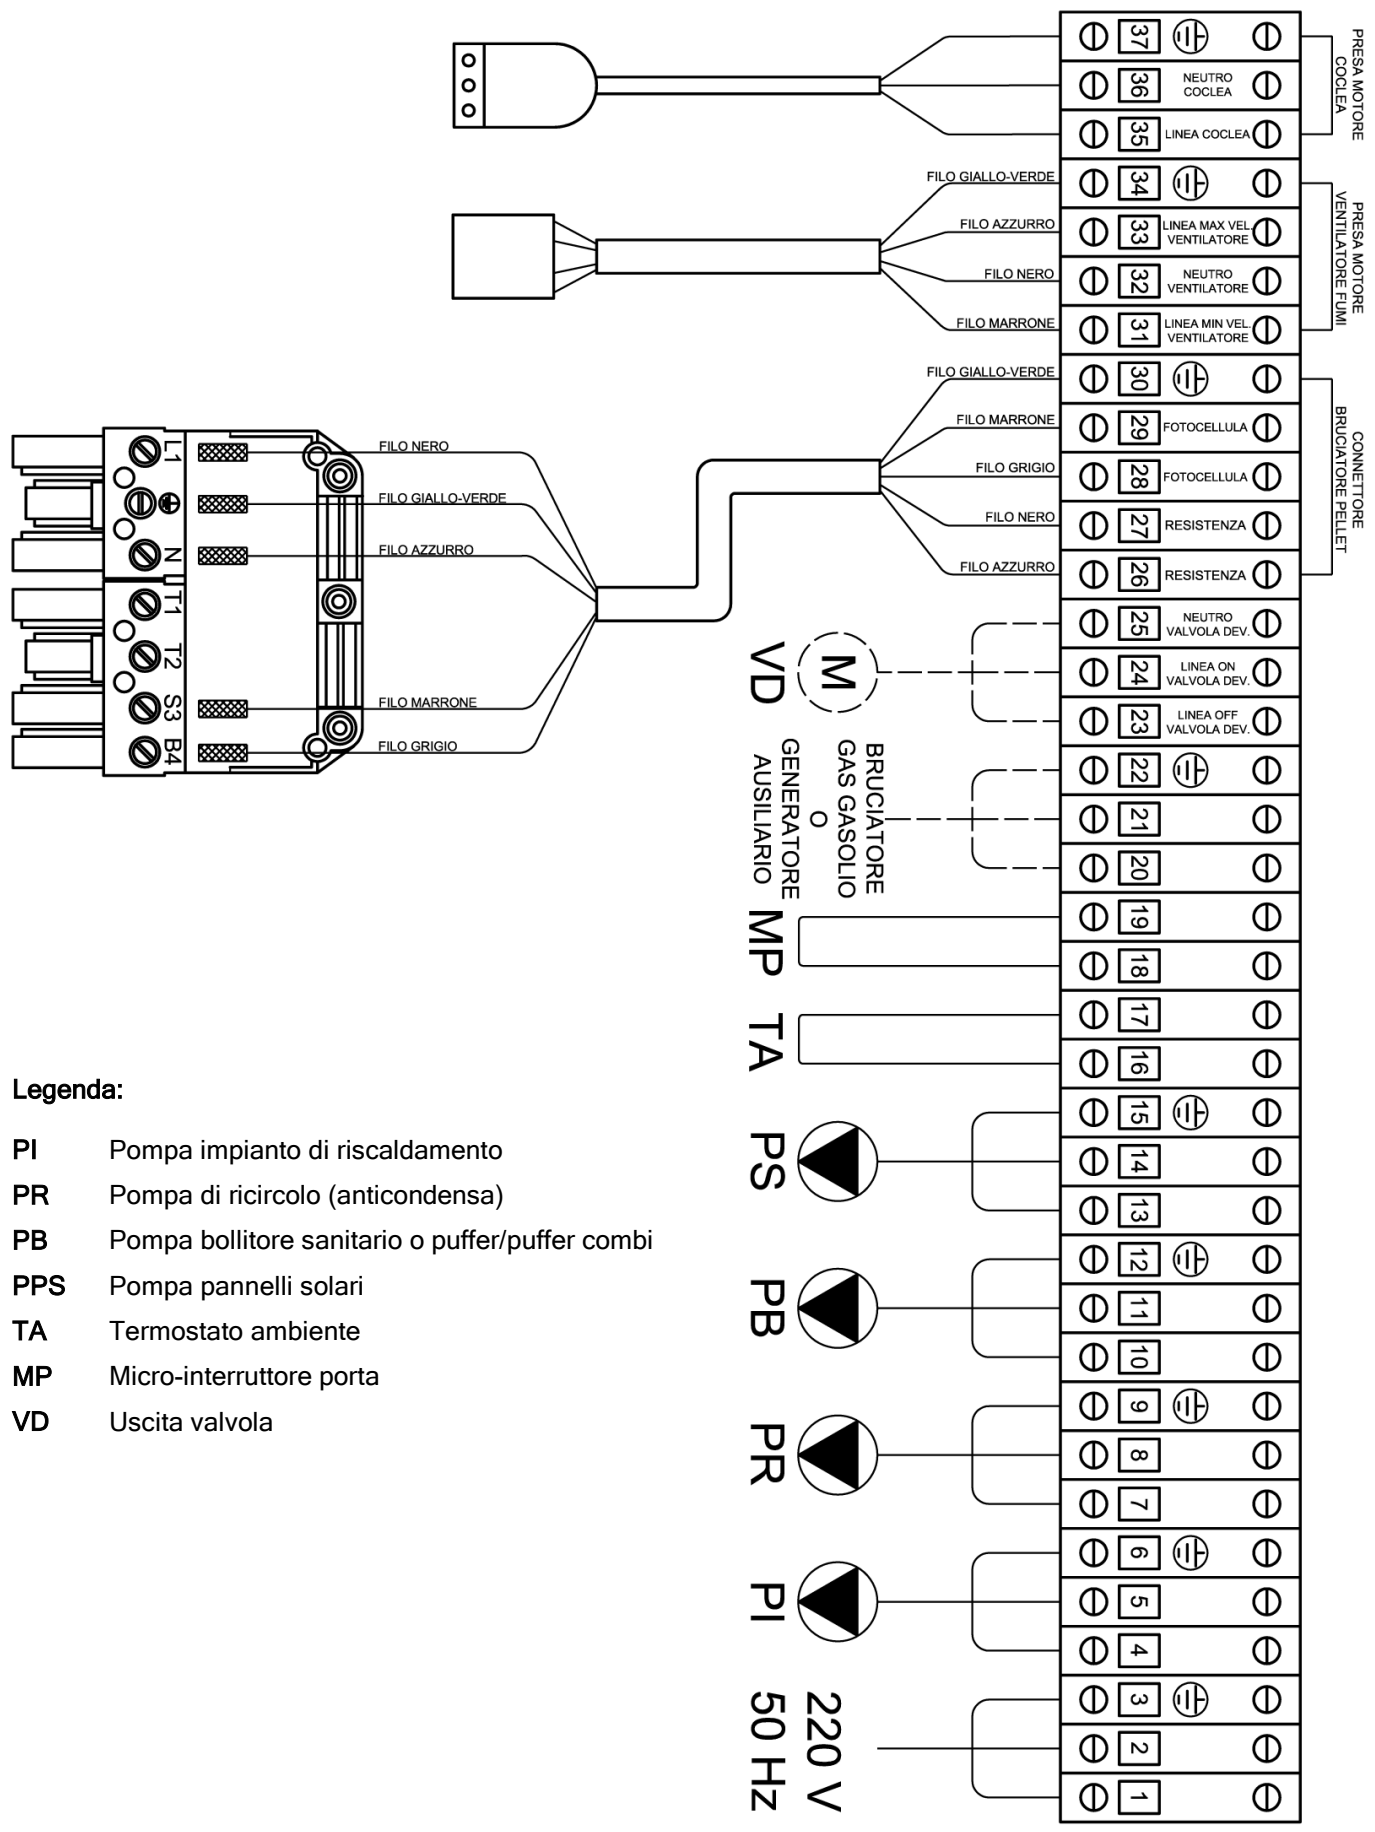 37
NEUTRO
COCLEA
36
LINEA COCLEA
35
PRESA MOTORE
COCLEA
FILO GIALLO-VERDE
34
FILO AZZURRO
33
LINEA MAX VEL.
VENTILATORE
FILO NERO
32
NEUTRO
VENTILATORE
FILO MARRONE
31
LINEA MIN VEL.
VENTILATORE
PRESA MOTORE
VENTILATORE FUMI
FILO GIALLO-VERDE
30
FILO MARRONE
29
FOTOCELLULA
FILO GRIGIO
28
FOTOCELLULA
FILO NERO
27
RESISTENZA
FILO AZZURRO
26
RESISTENZA
CONNETTORE
BRUCIATORE PELLET
L1
FILO NERO
FILO GIALLO-VERDE
N
FILO AZZURRO
T1
T2
S3
FILO MARRONE
B4
FILO GRIGIO
25
NEUTRO
VALVOLA DEV.
24
LINEA ON
VALVOLA DEV.
23
LINEA OFF
VALVOLA DEV.
M
VD
22
21
20
BRUCIATORE
GAS GASOLIO
O
GENERATORE
AUSILIARIO
19
18
MP
17
16
TA
15
14
13
PS
12
11
10
PB
9
8
7
PR
6
5
4
PI
3
2
1
220 V
50 Hz
Legenda:
PI Pompa impianto di riscaldamento
PR Pompa di ricircolo (anticondensa)
PB Pompa bollitore sanitario o puffer/puffer combi
PPS Pompa pannelli solari
TA Termostato ambiente
MP Micro-interruttore porta
VD Uscita valvola